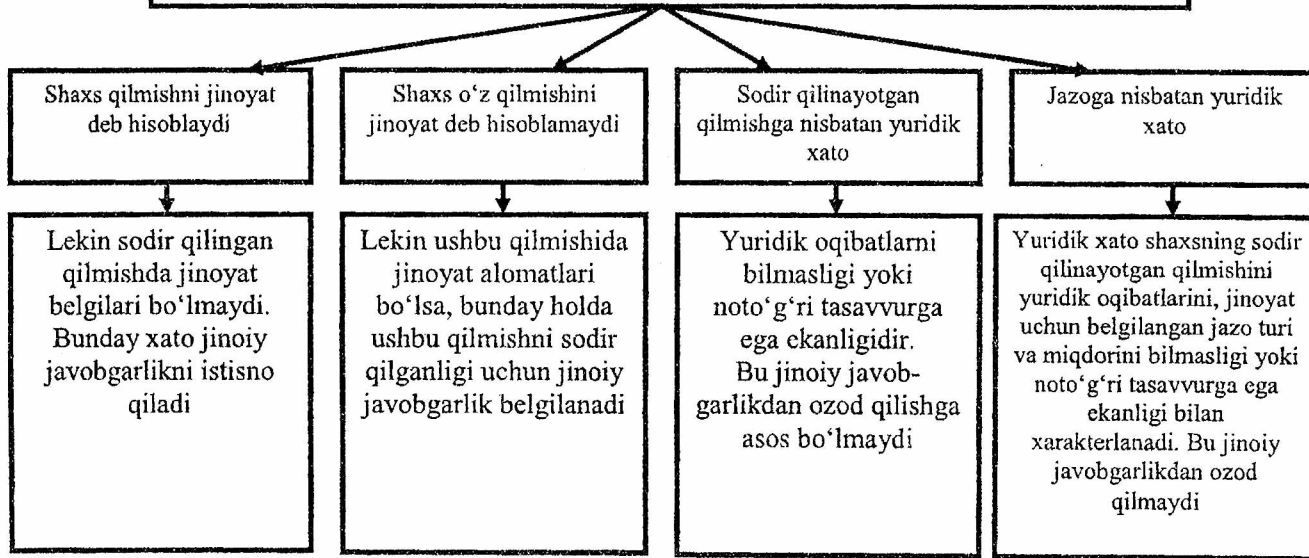 Shaxs qilmishni jinoyat
deb hisoblaydi
Shaxs o‘z qilmishini
jinoyat deb hisoblamaydi
Sodir qilinayotgan
qilmishga nisbatan yuridik
xato
Jazoga nisbatan yuridik
xato
Lekin sodir qilingan
qilmishda jinoyat
belgilari bo‘lmaydi.
Bunday xato jinoiy
javobgarlikni istisno
qiladi
Lekin ushbu qilmishida
jinoyat alomatlari
bo‘lsa, bunday holda
ushbu qilmishni sodir
qilganligi uchun jinoiy
javobgarlik belgilanadi
Yuridik oqibatlarni
bilmasligi yoki
noto‘g‘ri tasavvurga
ega ekanligidir.
Bu jinoiy javob-
garlikdan ozod qilishga
asos bo‘lmaydi
Yuridik xato shaxsning sodir
qilinayotgan qilmishini
yuridik oqibatlarini, jinoyat
uchun belgilangan jazo turi
va miqdorini bilmasligi yoki
noto‘g‘ri tasavvurga ega
ekanligi bilan
xarakterlanadi. Bu jinoiy
javobgarlikdan ozod
qilmaydi